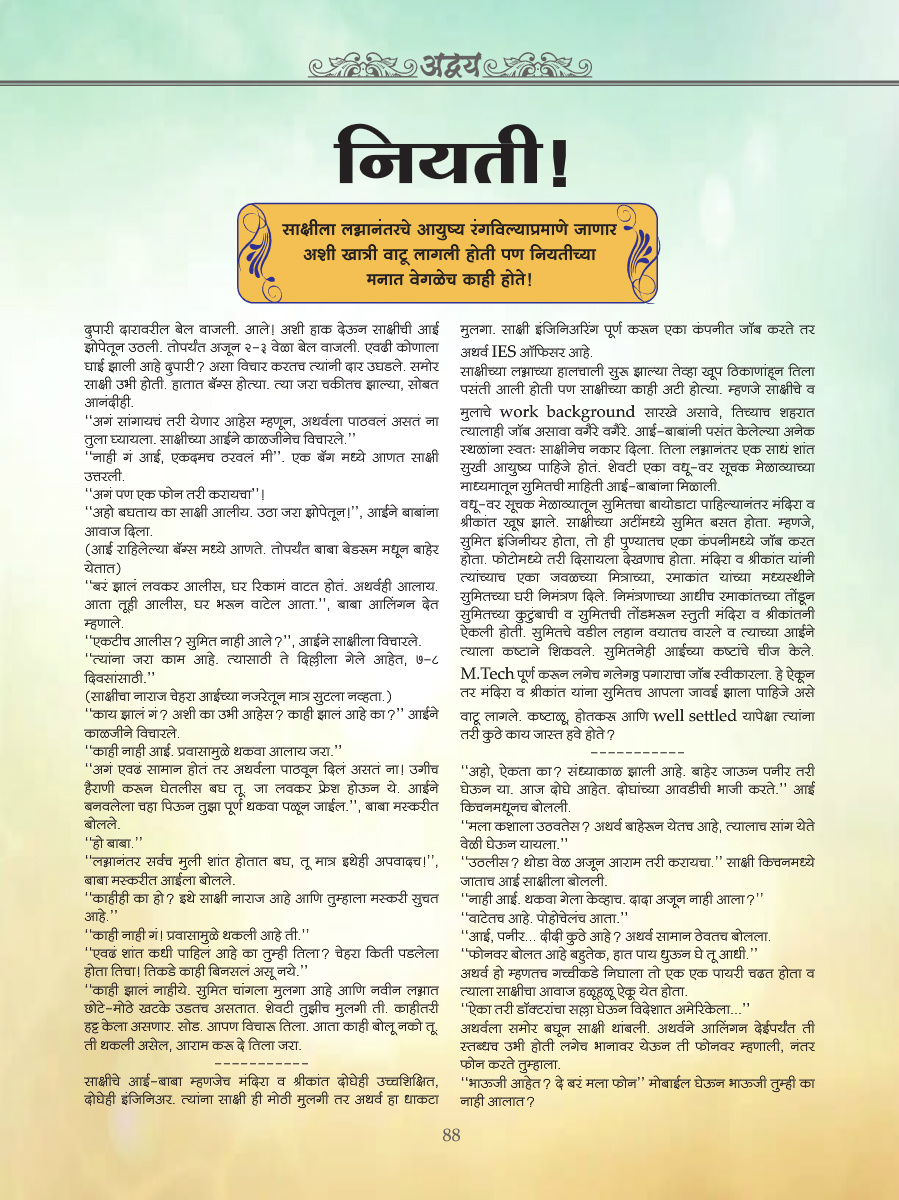 अद्वय
नियती!
साक्षीला लग्नानंतरचे आयुष्य रंगविल्याप्रमाणे जाणार
अशी खात्री वाटू लागली होती पण नियतीच्या
मनात वेगळेच काही होते!
दुपारी दारावरील बेल वाजली. आले! अशी हाक देऊन साक्षीची आई
झोपेतून उठली. तोपर्यंत अजून २-३ वेळा बेल वाजली. एवढी कोणाला
घाई झाली आहे दुपारी? असा विचार करतच त्यांनी दार उघडले. समोर
साक्षी उभी होती. हातात बॅग्स होत्या. त्या जरा चकीतच झाल्या, सोबत
आनंदीही.
‘‘अगं सांगायचं तरी येणार आहेस म्हणून, अथर्वला पाठवलं असतं ना
तुला घ्यायला. साक्षीच्या आईने काळजीनेच विचारले.’’
‘‘नाही गं आई, एकदमच ठरवलं मी’’. एक बॅग मध्ये आणत साक्षी
उत्तरली.
‘‘अगं पण एक फोन तरी करायचा’’!
‘‘अहो बघताय का साक्षी आलीय. उठा जरा झोपेतून!’’, आईने बाबांना
आवाज दिला.
(आई राहिलेल्या बॅग्स मध्ये आणते. तोपर्यंत बाबा बेडरूम मधून बाहेर
येतात)
‘‘बरं झालं लवकर आलीस, घर रिकामं वाटत होतं. अथर्वही आलाय.
आता तूही आलीस, घर भरून वाटेल आता.’’, बाबा आलिंगन देत
म्हणाले.
‘‘एकटीच आलीस? सुमित नाही आले?’’, आईने साक्षीला विचारले.
‘‘त्यांना जरा काम आहे. त्यासाठी ते दिल्लीला गेले आहेत, ७-८
दिवसांसाठी.’’
(साक्षीचा नाराज चेहरा आईच्या नजरेतून मात्र सुटला नव्हता.)
‘‘काय झालं गं? अशी का उभी आहेस? काही झालं आहे का?’’ आईने
काळजीने विचारले.
‘‘काही नाही आई. प्रवासामुळे थकवा आलाय जरा.’’
‘‘अगं एवढं सामान होतं तर अथर्वला पाठवून दिलं असतं ना! उगीच
हैराणी करून घेतलीस बघ तू. जा लवकर फ्रेश होऊन ये. आईने
बनवलेला चहा पिऊन तुझा पूर्ण थकवा पळून जाईल.’’, बाबा मस्करीत
बोलले.
‘‘हो बाबा.’’
‘‘लग्नानंतर सर्वच मुली शांत होतात बघ, तू मात्र इथेही अपवादच!’’,
बाबा मस्करीत आईला बोलले.
‘‘काहीही का हो? इथे साक्षी नाराज आहे आणि तुम्हाला मस्करी सुचत
आहे.’’
‘‘काही नाही गं! प्रवासामुळे थकली आहे ती.’’
‘‘एवढं शांत कधी पाहिलं आहे का तुम्ही तिला? चेहरा किती पडलेला
होता तिचा! तिकडे काही बिनसलं असू नये.’’
‘‘काही झालं नाहीये. सुमित चांगला मुलगा आहे आणि नवीन लग्नात
छोटे-मोठे खटके उडतच असतात. शेवटी तुझीच मुलगी ती. काहीतरी
हट्ट केला असणार. सोड. आपण विचारू तिला. आता काही बोलू नको तू
ती थकली असेल, आराम करू दे तिला जरा.
-----------
साक्षीचे आई-बाबा म्हणजेच मंदिरा व श्रीकांत दोघेही उच्चशिक्षित,
दोघेही इंजिनिअर. त्यांना साक्षी ही मोठी मुलगी तर अथर्व हा धाकटा
मुलगा. साक्षी इंजिनिअरिंग पूर्ण करून एका कंपनीत जॉब करते तर
अथर्व IES ऑफिसर आहे.
साक्षीच्या लग्नाच्या हालचाली सुरू झाल्या तेव्हा खूप ठिकाणांहून तिला
पसंती आली होती पण साक्षीच्या काही अटी होत्या. म्हणजे साक्षीचे व
मुलाचे work background सारखे असावे, तिच्याच शहरात
त्यालाही जॉब असावा वगैरे वगैरे. आई-बाबांनी पसंत केलेल्या अनेक
स्थळांना स्वतः साक्षीनेच नकार दिला. तिला लग्नानंतर एक साधं शांत
सुखी आयुष्य पाहिजे होतं. शेवटी एका वधू-वर सूचक मेळाव्याच्या
माध्यमातून सुमितची माहिती आई-बाबांना मिळाली.
वधू-वर सूचक मेळाव्यातून सुमितचा बायोडाटा पाहिल्यानंतर मंदिरा व
श्रीकांत खूष झाले. साक्षीच्या अटींमध्ये सुमित बसत होता. म्हणजे,
सुमित इंजिनीयर होता, तो ही पुण्यातच एका कंपनीमध्ये जॉब करत
होता. फोटोमध्ये तरी दिसायला देखणाच होता. मंदिरा व श्रीकांत यांनी
त्यांच्याच एका जवळच्या मित्राच्या, रमाकांत यांच्या मध्यस्थीने
सुमितच्या घरी निमंत्रण दिले. निमंत्रणाच्या आधीच रमाकांतच्या तोंडून
सुमितच्या कुटुंबाची व सुमितची तोंडभरून स्तुती मंदिरा व श्रीकांतनी
ऐकली होती. सुमितचे वडील लहान वयातच वारले व त्याच्या आईने
त्याला कष्टाने शिकवले. सुमितनेही आईच्या कष्टांचे चीज केले.
M.Tech पूर्ण करून लगेच गलेगठ्ठ पगाराचा जॉब स्वीकारला. हे ऐकून
तर मंदिरा व श्रीकांत यांना सुमितच आपला जावई झाला पाहिजे असे
वाटू लागले. कष्टाळू, होतकरू आणि well settled यापेक्षा त्यांना
तरी कुठे काय जास्त हवे होते?
-----------
‘‘अहो, ऐकता का? संध्याकाळ झाली आहे. बाहेर जाऊन पनीर तरी
घेऊन या. आज दोघे आहेत. दोघांच्या आवडीची भाजी करते.’’ आई
किचनमधूनच बोलली.
‘‘मला कशाला उठवतेस? अथर्व बाहेरून येतच आहे, त्यालाच सांग येते
वेळी घेऊन यायला.’’
‘‘उठलीस? थोडा वेळ अजून आराम तरी करायचा.’’ साक्षी किचनमध्ये
जाताच आई साक्षीला बोलली.
‘‘नाही आई. थकवा गेला केव्हाच. दादा अजून नाही आला?’’
‘‘वाटेतच आहे. पोहोचेलंच आता.’’
‘‘आई, पनीर... दीदी कुठे आहे? अथर्व सामान ठेवतच बोलला.
‘‘फोनवर बोलत आहे बहुतेक, हात पाय धुऊन घे तू आधी.’’
अथर्व हो म्हणतच गच्चीकडे निघाला तो एक एक पायरी चढत होता व
त्याला साक्षीचा आवाज हळूहळू ऐकू येत होता.
‘‘ऐका तरी डॉक्टरांचा सल्ला घेऊन विदेशात अमेरिकेला...’’
अथर्वला समोर बघून साक्षी थांबली. अथर्वने आलिंगन देईपर्यंत ती
स्तब्धच उभी होती लगेच भानावर येऊन ती फोनवर म्हणाली, नंतर
फोन करते तुम्हाला.
‘‘भाऊजी आहेत? दे बरं मला फोन’’ मोबाईल घेऊन भाऊजी तुम्ही का
नाही आलात?
88